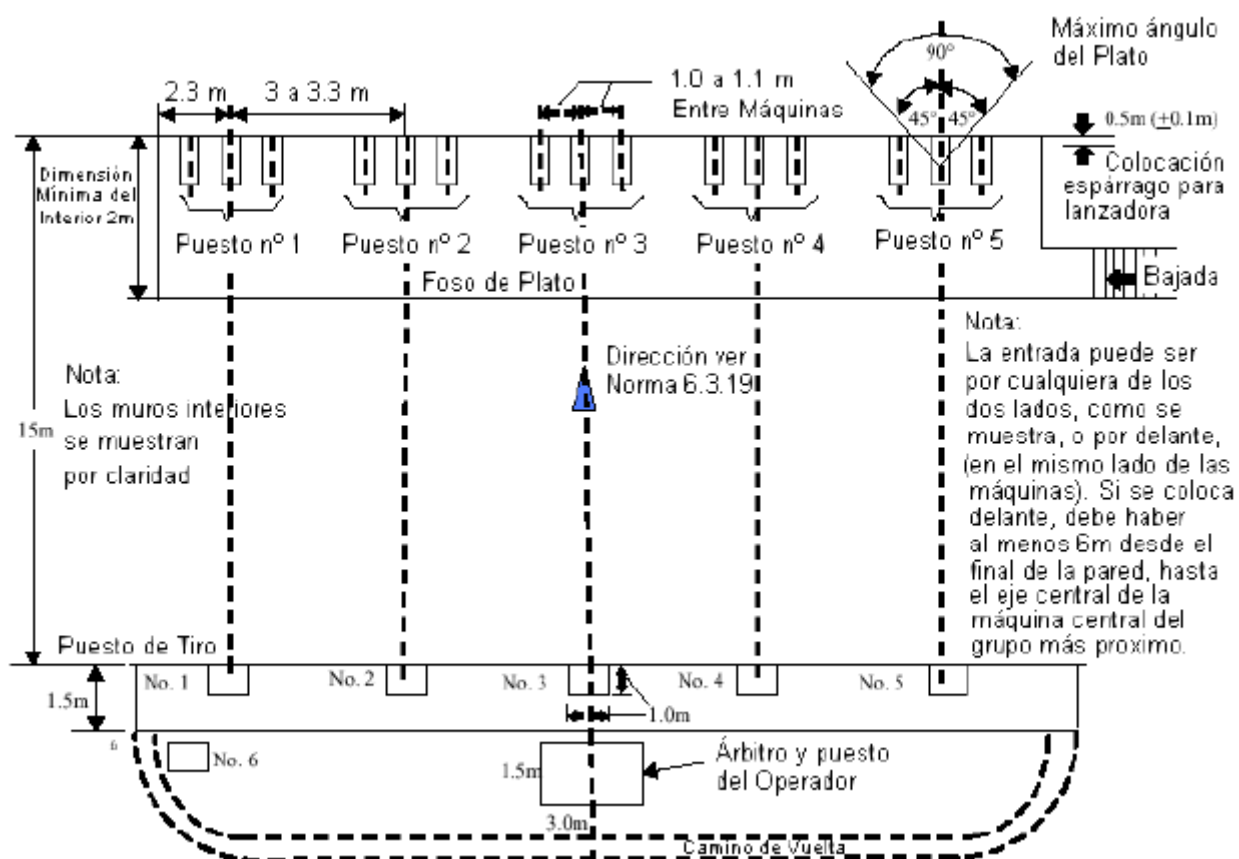 Máximo ángulo
del Plato
90°
45° 45°
2.3 m
3 a 3.3 m
1.0 a 1.1 m
Entre Máquinas
0.5m (±0.1m)
Colocación
espárrago para
lanzadora
Dimensión
Mínima del
Interior 2m
Puesto nº 1
Puesto nº 2
Puesto nº 3
Puesto nº 4
Puesto nº 5
Foso de Plato
Bajada
Dirección ver
Norma 6.3.19
Nota:
Los muros interiores
se muestran
por claridad
15m
Nota:
La entrada puede ser
por cualquiera de los
dos lados, como se
muestra, o por delante,
(en el mismo lado de las
máquinas). Si se coloca
delante, debe haber
al menos 6m desde el
final de la pared, hasta
el eje central de la
máquina central del
grupo más proximo.
Puesto de Tiro
No. 1
No. 2
No. 3
No. 4
No. 5
1.5m
1.0m
6
No. 6
1.5m
3.0m
Árbitro y puesto
del Operador
Camino de Vuelta